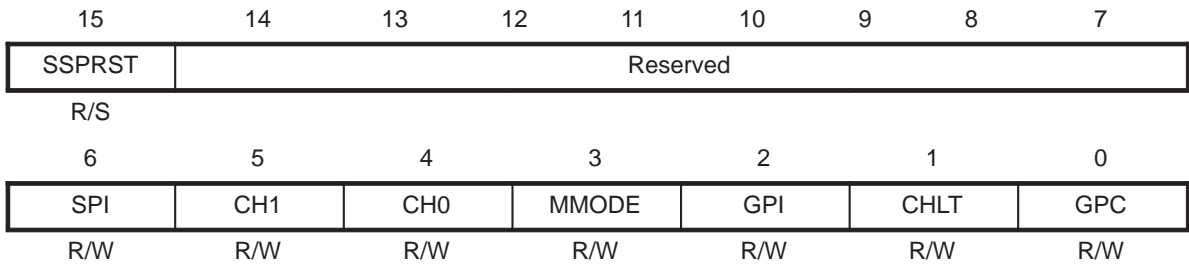 15 14 13 12 11 10 9 8 7
SSPRST Reserved
R/S
6 5 4 3 2 1 0
SPI CH1 CH0 MMODE GPI CHLT GPC
R/W R/W R/W R/W R/W R/W R/W